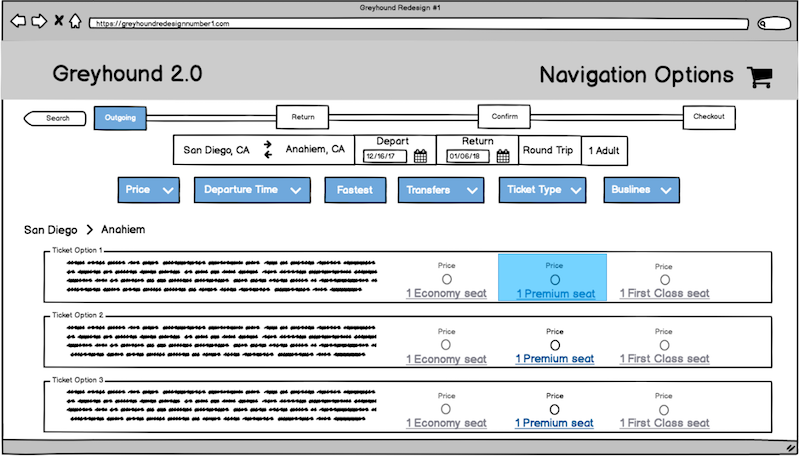 Greyhound Redesign #1
https://greyhoundredesignnumber1.com
Greyhound 2.0
Navigation Options
Search
Outgoing
Return
Confirm
Checkout
San Diego, CA
Anahiem, CA
Depart
12/16/17
Return
01/06/18
Round Trip
1 Adult
Price
Departure Time
Fastest
Transfers
Ticket Type
Buslines
San Diego > Anahiem
Ticket Option 1
Price
1 Economy seat
Price
1 Premium seat
Price
1 First Class seat
Ticket Option 2
Price
1 Economy seat
Price
1 Premium seat
Price
1 First Class seat
Ticket Option 3
Price
1 Economy seat
Price
1 Premium seat
Price
1 First Class seat